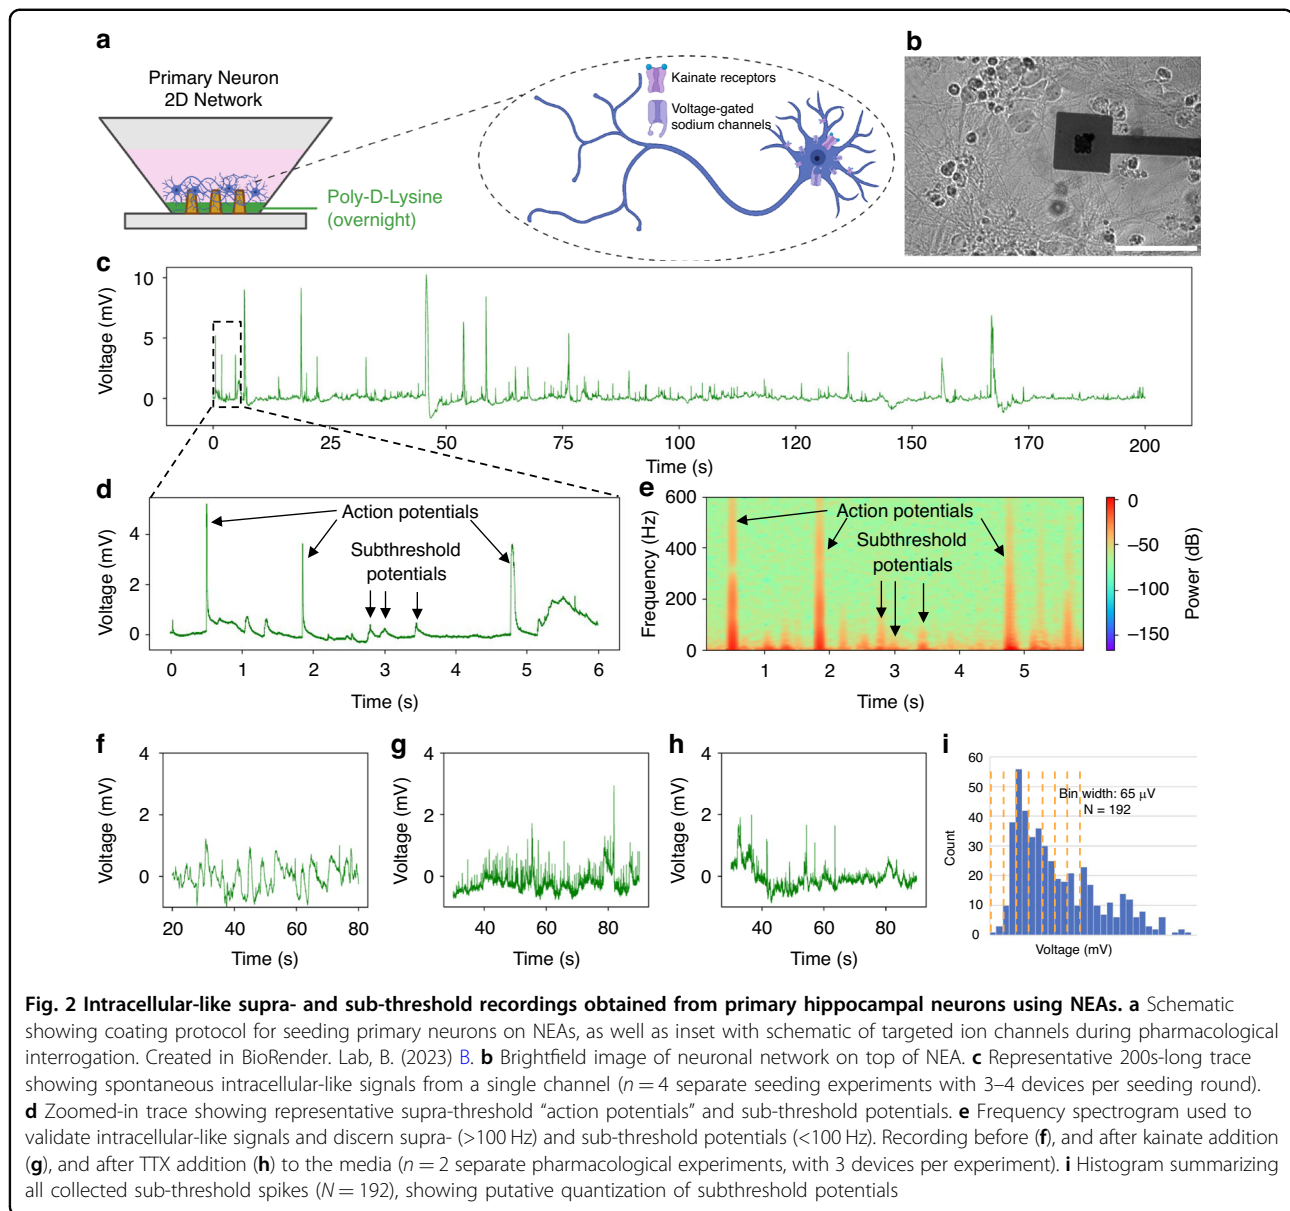 a
Primary Neuron
2D Network
Poly-D-Lysine
(overnight)
Kainate receptors
Voltage-gated
sodium channels
b
c
Voltage (mV)
10
5
0
0 25 50 75 100 120 150 170 200
Time (s)
d
Voltage (mV)
4
2
0
Action potentials
Subthreshold
potentials
0 1 2 3 4 5 6
Time (s)
e
Frequency (Hz)
600
400
200
0
Action potentials
Subthreshold
potentials
1 2 3 4 5
Time (s)
0
−50
−100
−150
Power (dB)
f
Voltage (mV)
4
2
0
20 40 60 80
Time (s)
g
Voltage (mV)
4
2
0
40 60 80
Time (s)
h
Voltage (mV)
4
2
0
40 60 80
Time (s)
i
Count
60
50
40
30
20
10
0
Bin width: 65 μV
N = 192
Voltage (mV)
Fig. 2 Intracellular-like supra- and sub-threshold recordings obtained from primary hippocampal neurons using NEAs. a Schematic
showing coating protocol for seeding primary neurons on NEAs, as well as inset with schematic of targeted ion channels during pharmacological
interrogation. Created in BioRender. Lab, B. (2023) B. b Brightfield image of neuronal network on top of NEA. c Representative 200s-long trace
showing spontaneous intracellular-like signals from a single channel (n = 4 separate seeding experiments with 3–4 devices per seeding round).
d Zoomed-in trace showing representative supra-threshold “action potentials” and sub-threshold potentials. e Frequency spectrogram used to
validate intracellular-like signals and discern supra- (>100 Hz) and sub-threshold potentials (<100 Hz). Recording before (f), and after kainate addition
(g), and after TTX addition (h) to the media (n = 2 separate pharmacological experiments, with 3 devices per experiment). i Histogram summarizing
all collected sub-threshold spikes (N = 192), showing putative quantization of subthreshold potentials